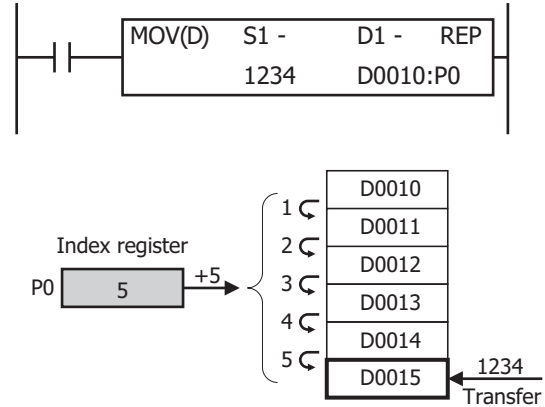 MOV(D) S1 - D1 - REP
1234 D0010:P0
D0010
1
D0011
2
Index register
D0012
P0 5 +5
3
D0013
4
D0014
5
D0015
1234
Transfer